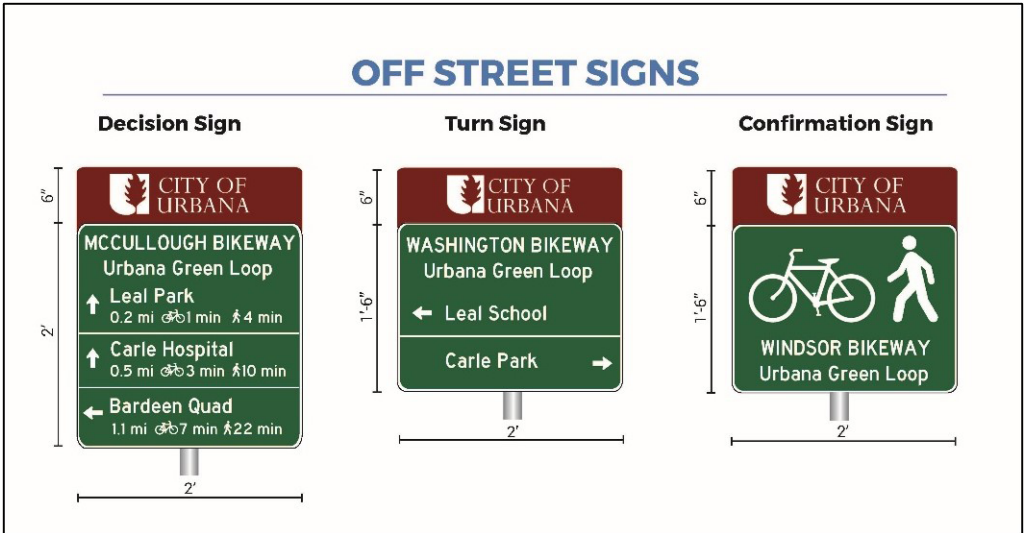 OFF STREET SIGNS
Decision Sign
6"
CITY OF
URBANA
2'
MCCULLOUGH BIKEWAY
Urbana Green Loop
Leal Park
0.2 mi 1 min 4 min
Carle Hospital
0.5 mi 3 min 10 min
Bardeen Quad
1.1 mi 7 min 22 min
2'
Turn Sign
6"
CITY OF
URBANA
1'-6"
WASHINGTON BIKEWAY
Urbana Green Loop
Leal School
Carle Park
2'
Confirmation Sign
6"
CITY OF
URBANA
1'-6"
WINDSOR BIKEWAY
Urbana Green Loop
2'